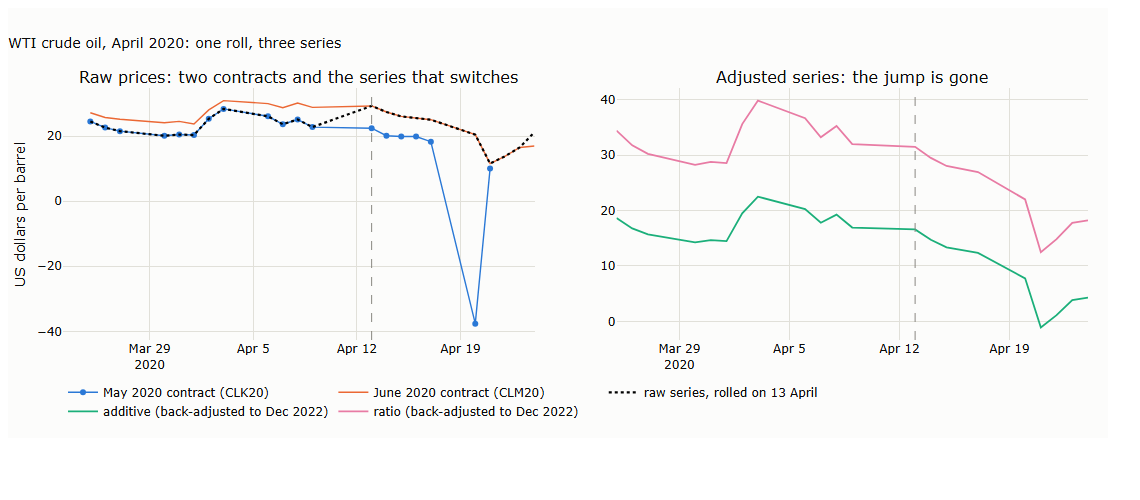 WTI crude oil, April 2020: one roll, three series
Raw prices: two contracts and the series that switches
Adjusted series: the jump is gone
US dollars per barrel
20
0
−20
−40
Mar 29
2020
Apr 5
Apr 12
Apr 19
40
30
20
10
0
Mar 29
2020
Apr 5
Apr 12
Apr 19
May 2020 contract (CLK20)
June 2020 contract (CLM20)
raw series, rolled on 13 April
additive (back-adjusted to Dec 2022)
ratio (back-adjusted to Dec 2022)